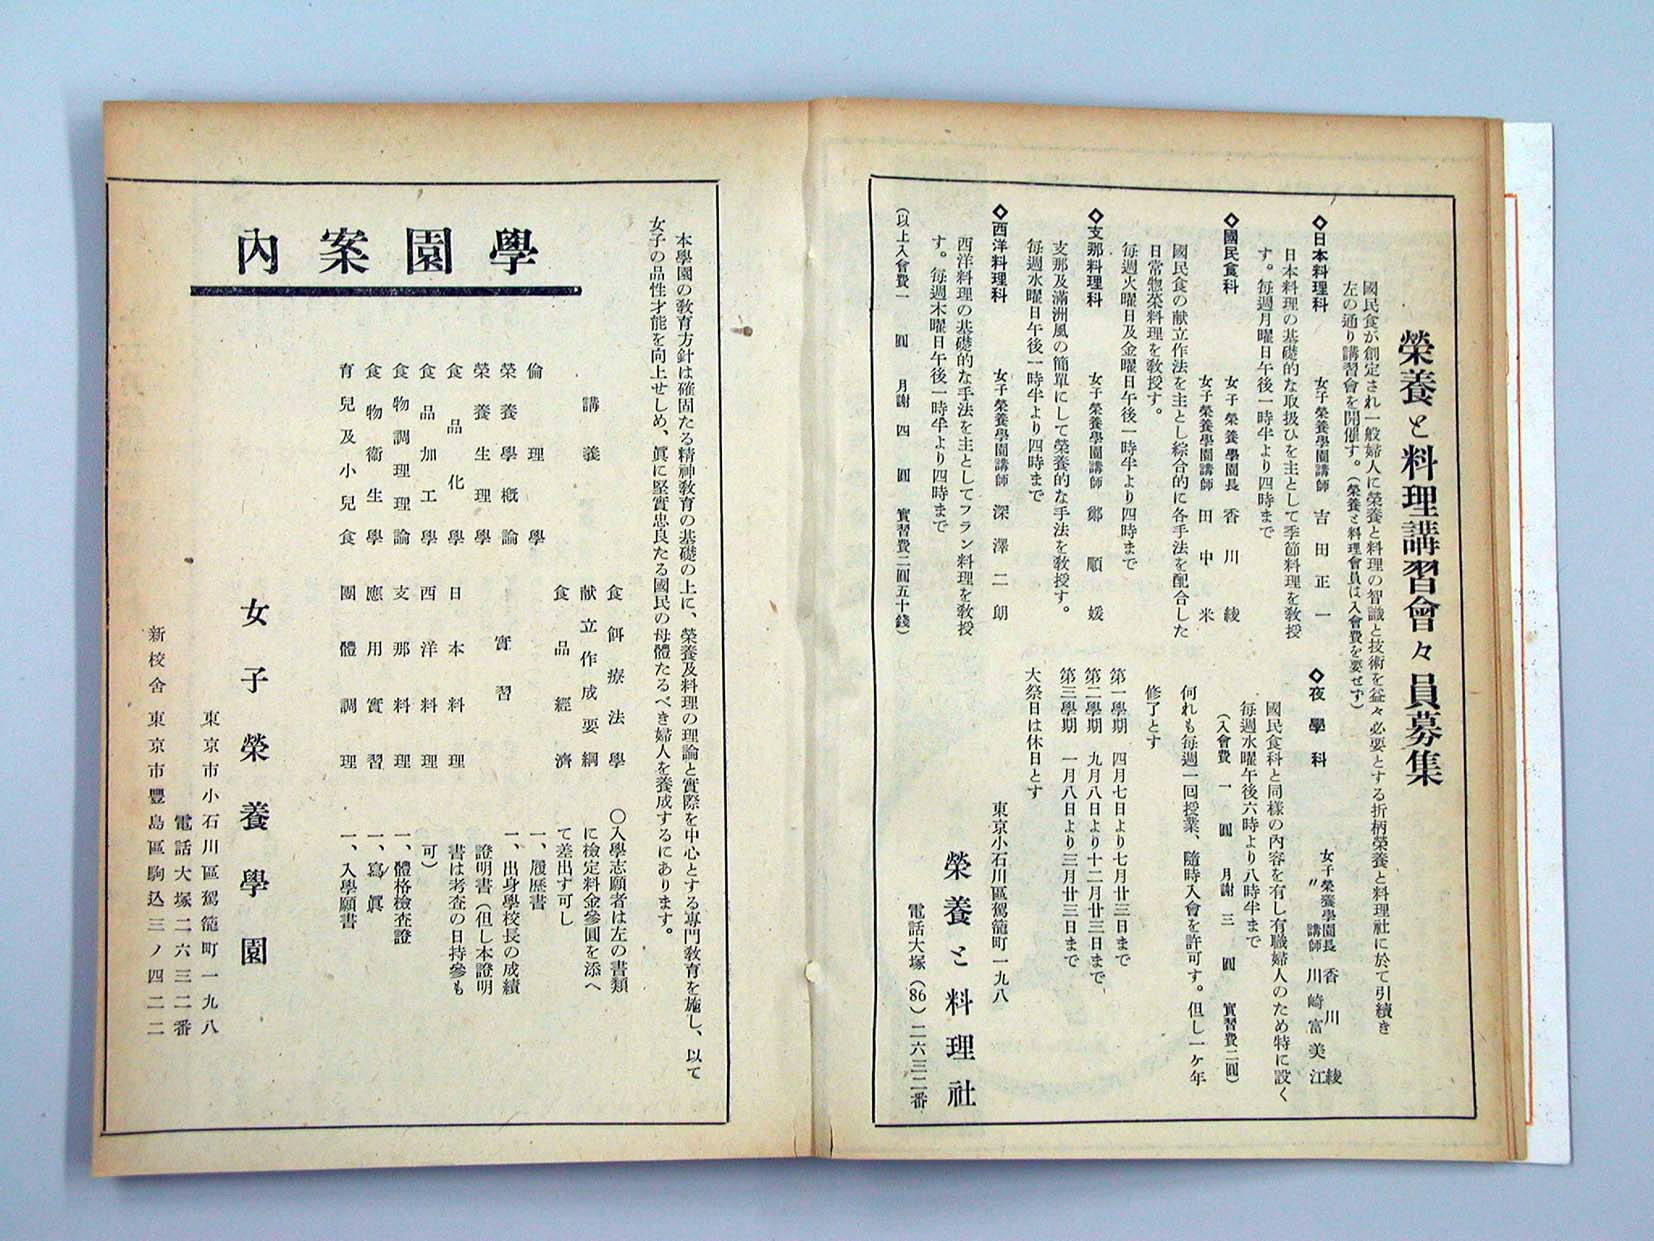 榮養と料理講習會々員募集
國民食が創定され一般婦人に榮養と料理の智識と技術を益々必要とする折柄榮養と料理社に於て引續き
左の通り講習會を開催す。(榮養と料理會員は入會費を要せず)
◇日本料理科 女子榮養學園講師 吉田正一
日本料理の基礎的な取扱ひを主として季節料理を敎授
す。每週月曜日午後一時半より四時まで
◇國民食科 女子榮養學園長 香川綾
女子榮養學園講師 田中米
國民食の献立作法を主とし綜合的に各手法を配合した
日常惣菜料理を敎授。
每週火曜日及金曜日午後一時半より四時まで
◇支那料理科 女子榮養學園講師 鄭順媛
支那及滿洲風の簡單にして榮養的な手法を敎授す。
每週水曜日午後一時半より四時まで
◇西洋料理科 女子榮養學園講師 深澤二朗
西洋料理の基礎的な手法を主としてフラン料理を敎授
す。每週木曜日午後一時半より四時まで
(以上入會費一圓 月謝四圓 實習費二圓五十錢)
◇夜學科 女子榮養學園長 香川綾
〃 講師 川崎富美江
國民食科と同樣の內容を有し有職婦人のため特に設く
每週水曜午後六時より八時半まで
(入會費一圓 月謝三圓 實習費二圓)
何れも每週一回授業、隨時入會を許可す。但し一ケ年
修了とす
第一學期 四月七日より七月廿三日まで
第二學期 九月八日より十二月廿三日まで
第三學期 一月八日より三月廿三日まで
大祭日は休日とす
東京小石川區駕籠町一九八
榮養と料理社
電話大塚(86)二六三二番
學園案內
本學園の敎育方針は確固たる精神敎育の基礎の上に、榮養及料理の理論と實際を中心とする專門敎育を施し、以て
女子の品性才能を向上せしめ、眞に堅實忠良たる國民の母體たるべき婦人を養成するにあります。
講義
倫理學
榮養學槪論
榮養生理學
食品化學
食品加工學
食物調理理論
食物衞生學
育兒及小兒食
食餌療法學
献立作成要綱
食品經濟
實習
日本料理
西洋料理
支那料理
應用實習
團體調理
〇入學志願者は左の書類
に檢定料金參圓を添へ
て差出す可し
一、履歷書
一、出身學校長の成績
證明書(但し本證明
書は考査の日持參も
可)
一、體格檢査證
一、寫眞
一、入學願書
女子榮養學園
東京市小石川區駕籠町一九八
電話大塚二六三二番
新校舍 東京市豐島區駒込三ノ四二二